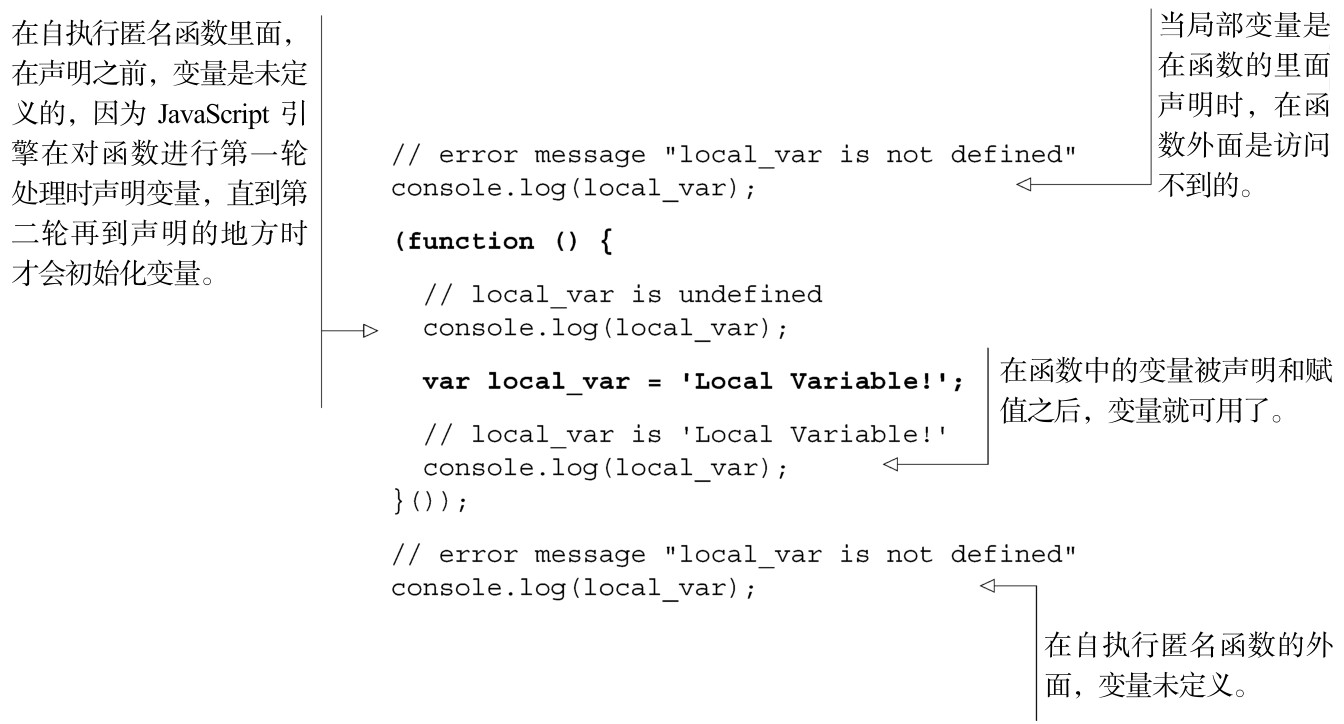 在自执行匿名函数里面，
在声明之前，变量是未定
义的，因为 JavaScript 引
擎在对函数进行第一轮
处理时声明变量，直到第
二轮再到声明的地方时
才会初始化变量。
当局部变量是
在函数的里面
声明时，在函
数外面是访问
不到的。
// error message "local_var is not defined"
console.log(local_var);
(function () {
// local_var is undefined
console.log(local_var);
var local_var = 'Local Variable!';
// local_var is 'Local Variable!'
console.log(local_var);
}());
在函数中的变量被声明和赋
值之后，变量就可用了。
// error message "local_var is not defined"
console.log(local_var);
在自执行匿名函数的外
面，变量未定义。